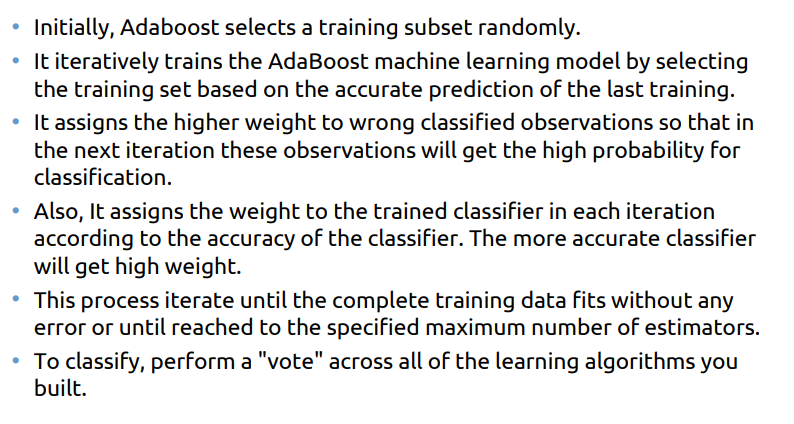 • Initially, Adaboost selects a training subset randomly.
• It iteratively trains the AdaBoost machine learning model by selecting
the training set based on the accurate prediction of the last training.
• It assigns the higher weight to wrong classified observations so that in
the next iteration these observations will get the high probability for
classification.
• Also, It assigns the weight to the trained classifier in each iteration
according to the accuracy of the classifier. The more accurate classifier
will get high weight.
• This process iterate until the complete training data fits without any
error or until reached to the specified maximum number of estimators.
• To classify, perform a "vote" across all of the learning algorithms you
built.